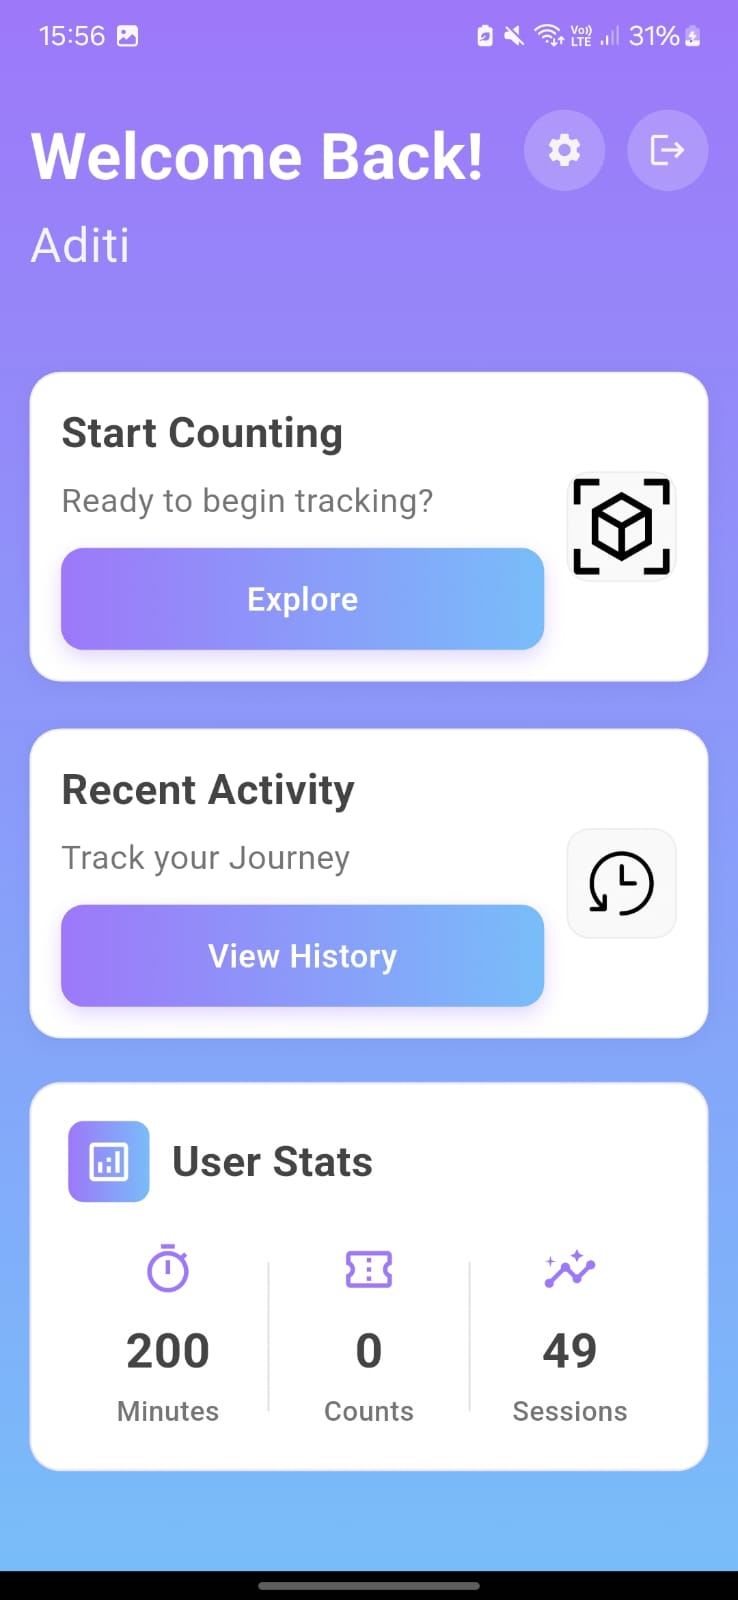 15:56
Vo))
LTE
31%
Welcome Back!
Aditi
Start Counting
Ready to begin tracking?
Explore
Recent Activity
Track your Journey
View History
User Stats
200 0 49
Minutes Counts Sessions